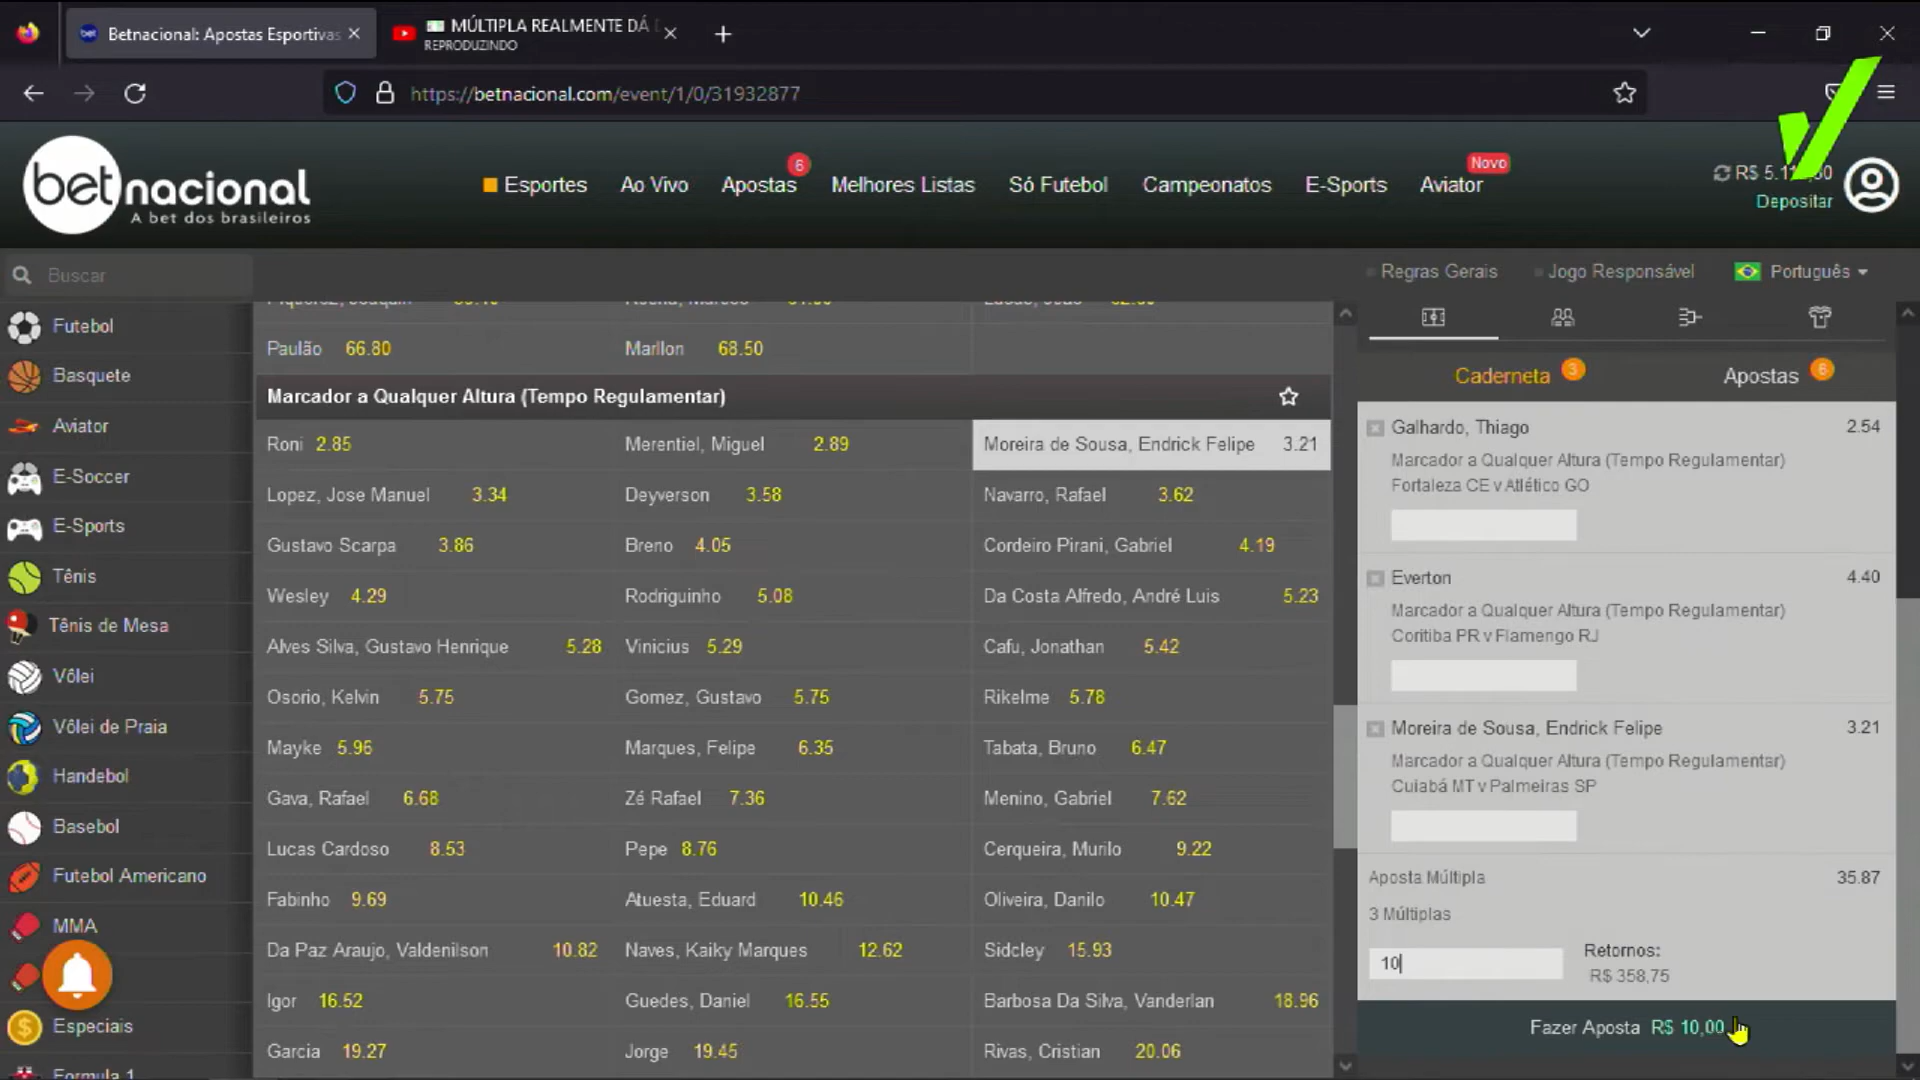 Betnacional: Apostas Esportivas
MÚLTIPLA REALMENTE DÁ
REPRODUZINDO
https://betnacional.com/event/1/0/31932877
betnacional
A bet dos brasileiros
Esportes
Ao Vivo
Apostas
6
Melhores Listas
Só Futebol
Campeonatos
E-Sports
Aviator
Novo
R$
Depositar
Buscar
Regras Gerais
Jogo Responsável
Português
Futebol
Basquete
Aviator
E-Soccer
E-Sports
Tênis
Tênis de Mesa
Vôlei
Vôlei de Praia
Handebol
Basebol
Futebol Americano
MMA
Especiais
Formula 1
Paulão 66.80
Marllon 68.50
Marcador a Qualquer Altura (Tempo Regulamentar)
Roni 2.85
Merentiel, Miguel 2.89
Moreira de Sousa, Endrick Felipe 3.21
Lopez, Jose Manuel 3.34
Deyverson 3.58
Navarro, Rafael 3.62
Gustavo Scarpa 3.86
Breno 4.05
Cordeiro Pirani, Gabriel 4.19
Wesley 4.29
Rodriguinho 5.08
Da Costa Alfredo, André Luis 5.23
Alves Silva, Gustavo Henrique 5.28
Vinicius 5.29
Cafu, Jonathan 5.42
Osorio, Kelvin 5.75
Gomez, Gustavo 5.75
Rikelme 5.78
Mayke 5.96
Marques, Felipe 6.35
Tabata, Bruno 6.47
Gava, Rafael 6.68
Zé Rafael 7.36
Menino, Gabriel 7.62
Lucas Cardoso 8.53
Pepe 8.76
Cerqueira, Murilo 9.22
Fabinho 9.69
Atuesta, Eduard 10.46
Oliveira, Danilo 10.47
Da Paz Araujo, Valdenilson 10.82
Naves, Kaiky Marques 12.62
Sidcley 15.93
Igor 16.52
Guedes, Daniel 16.55
Barbosa Da Silva, Vanderlan 18.96
Garcia 19.27
Jorge 19.45
Rivas, Cristian 20.06
Caderneta 3
Apostas 6
Galhardo, Thiago 2.54
Marcador a Qualquer Altura (Tempo Regulamentar)
Fortaleza CE v Atlético GO
Everton 4.40
Marcador a Qualquer Altura (Tempo Regulamentar)
Coritiba PR v Flamengo RJ
Moreira de Sousa, Endrick Felipe 3.21
Marcador a Qualquer Altura (Tempo Regulamentar)
Cuiabá MT v Palmeiras SP
Aposta Múltipla 35.87
3 Múltiplas
10
Retornos:
R$ 358,75
Fazer Aposta R$ 10,00